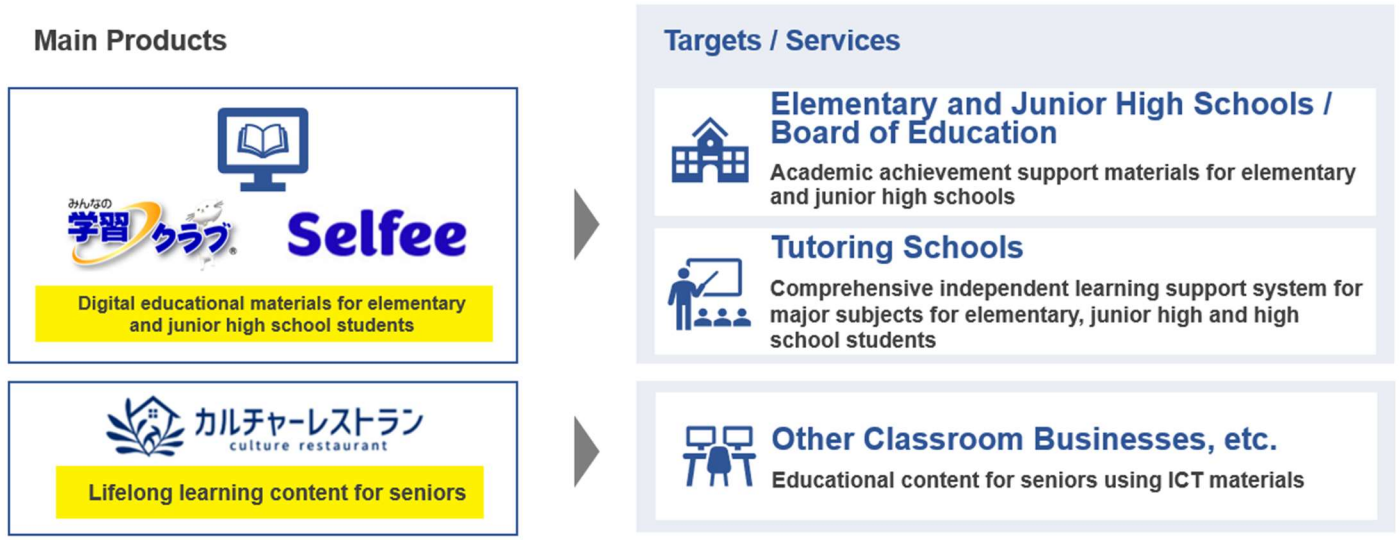 Main Products
みんなの
学習クラブ®
Selfee
Digital educational materials for elementary
and junior high school students
カルチャーレストラン
culture restaurant
Lifelong learning content for seniors
Targets / Services
Elementary and Junior High Schools /
Board of Education
Academic achievement support materials for elementary
and junior high schools
Tutoring Schools
Comprehensive independent learning support system for
major subjects for elementary, junior high and high
school students
Other Classroom Businesses, etc.
Educational content for seniors using ICT materials